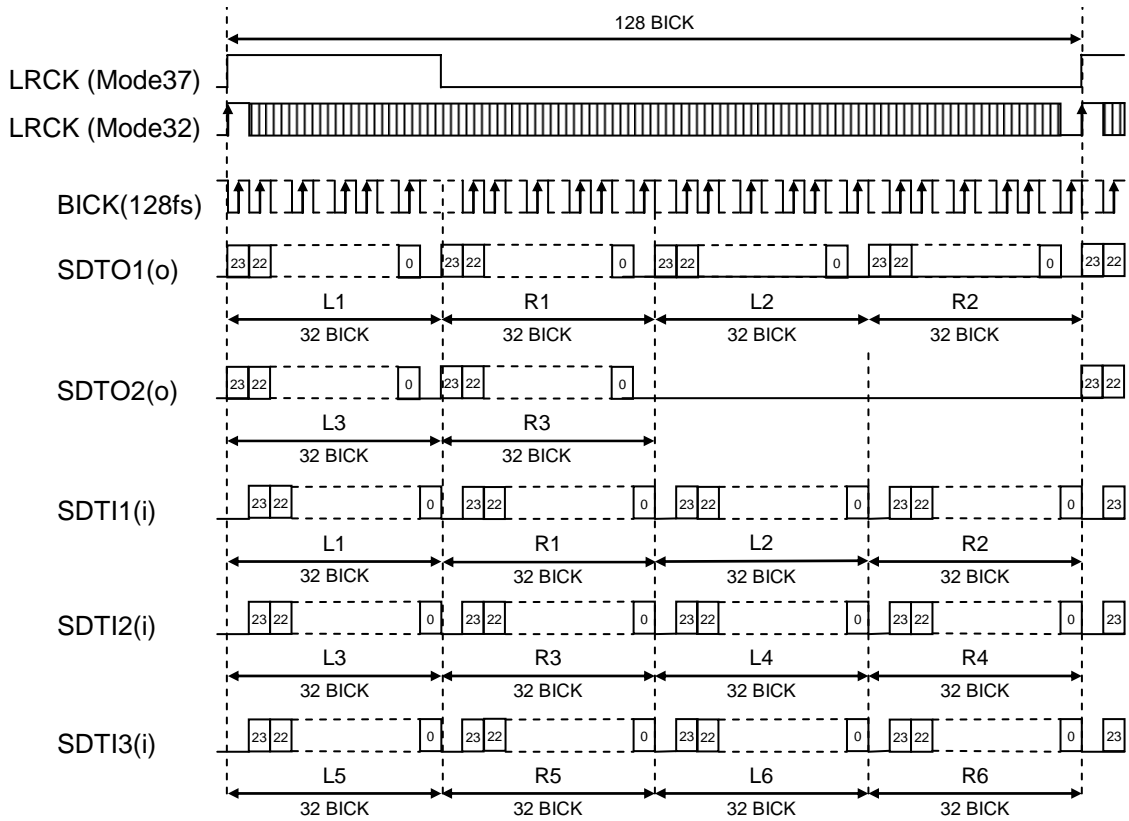 128 BICK
LRCK (Mode37)
LRCK (Mode32)
BICK(128fs)
SDTO1(o) 23 22 0 23 22 0 23 22 0 23 22 0 23 22
L1 R1 L2 R2
32 BICK 32 BICK 32 BICK 32 BICK
SDTO2(o) 23 22 0 23 22 0 23 22
L3 R3
32 BICK 32 BICK
SDTI1(i) 23 22 0 23 22 0 23 22 0 23 22 0 23
L1 R1 L2 R2
32 BICK 32 BICK 32 BICK 32 BICK
SDTI2(i) 23 22 0 23 22 0 23 22 0 23 22 0 23
L3 R3 L4 R4
32 BICK 32 BICK 32 BICK 32 BICK
SDTI3(i) 23 22 0 23 22 0 23 22 0 23 22 0 23
L5 R5 L6 R6
32 BICK 32 BICK 32 BICK 32 BICK